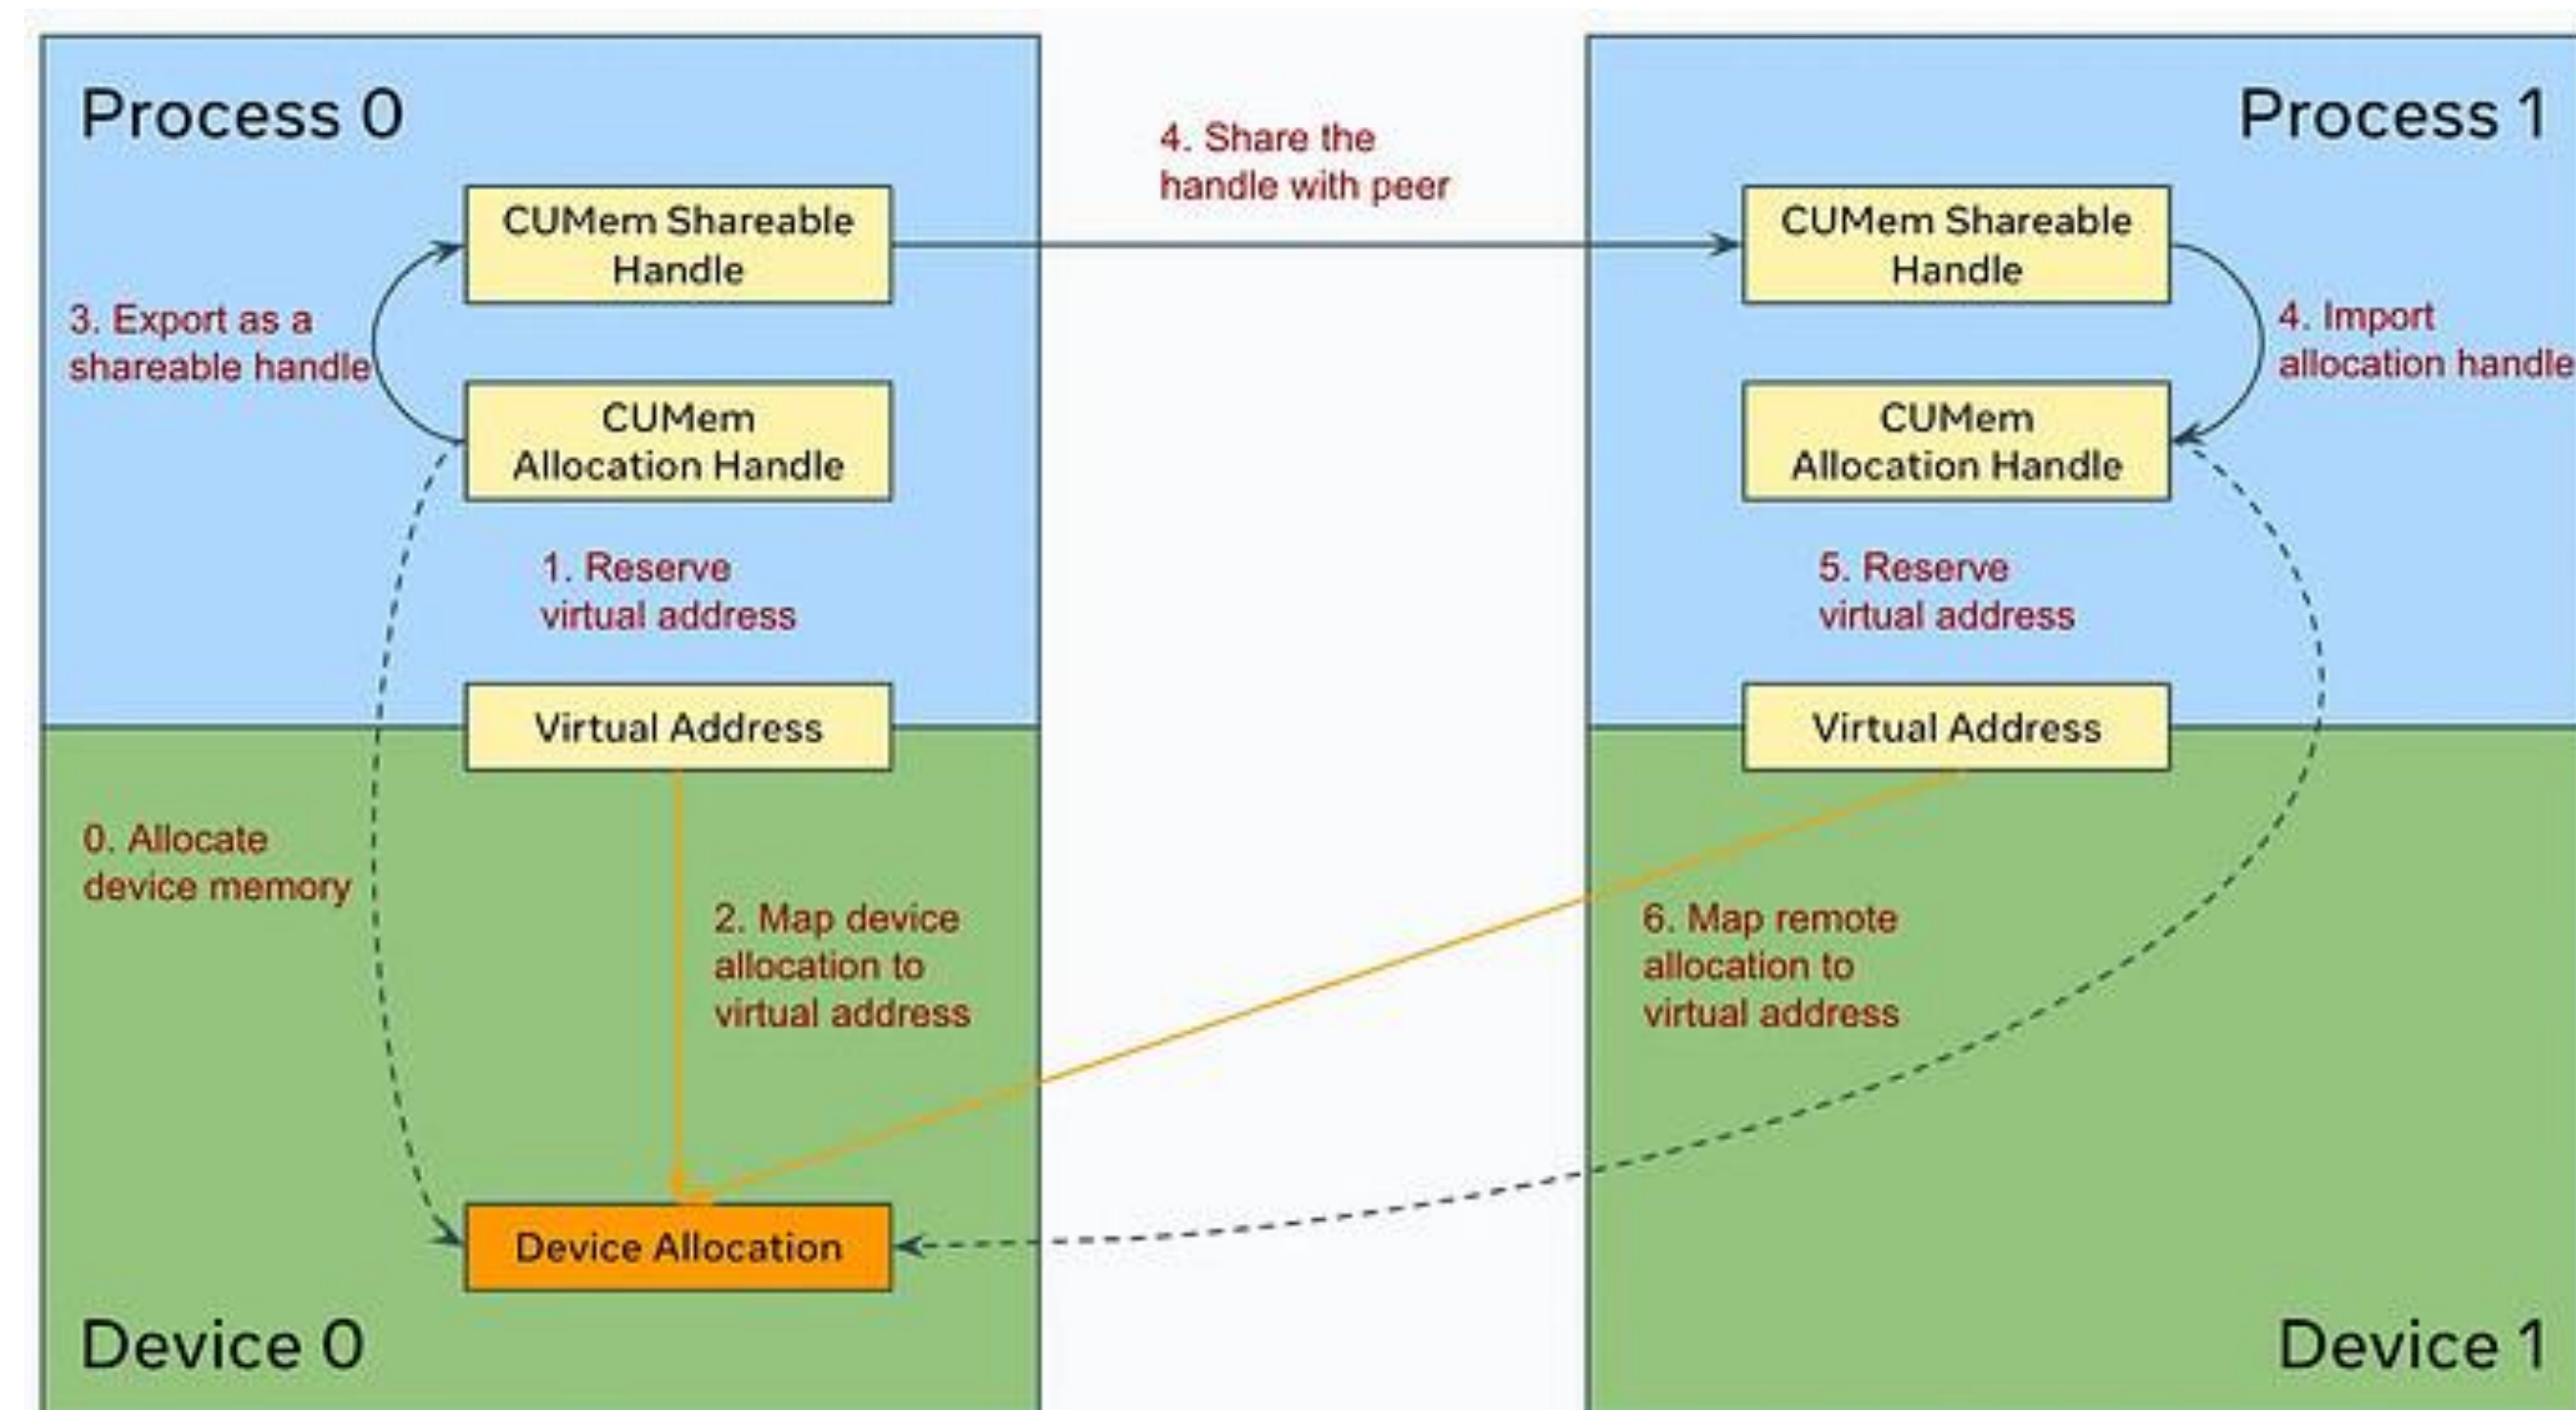 Process 0
Process 1
4. Share the
handle with peer
CUMem Shareable
Handle
CUMem Shareable
Handle
3. Export as a
shareable handle
4. Import
allocation handle
CUMem
Allocation Handle
CUMem
Allocation Handle
1. Reserve
virtual address
5. Reserve
virtual address
Virtual Address
Virtual Address
0. Allocate
device memory
2. Map device
allocation to
virtual address
6. Map remote
allocation to
virtual address
Device Allocation
Device 0
Device 1